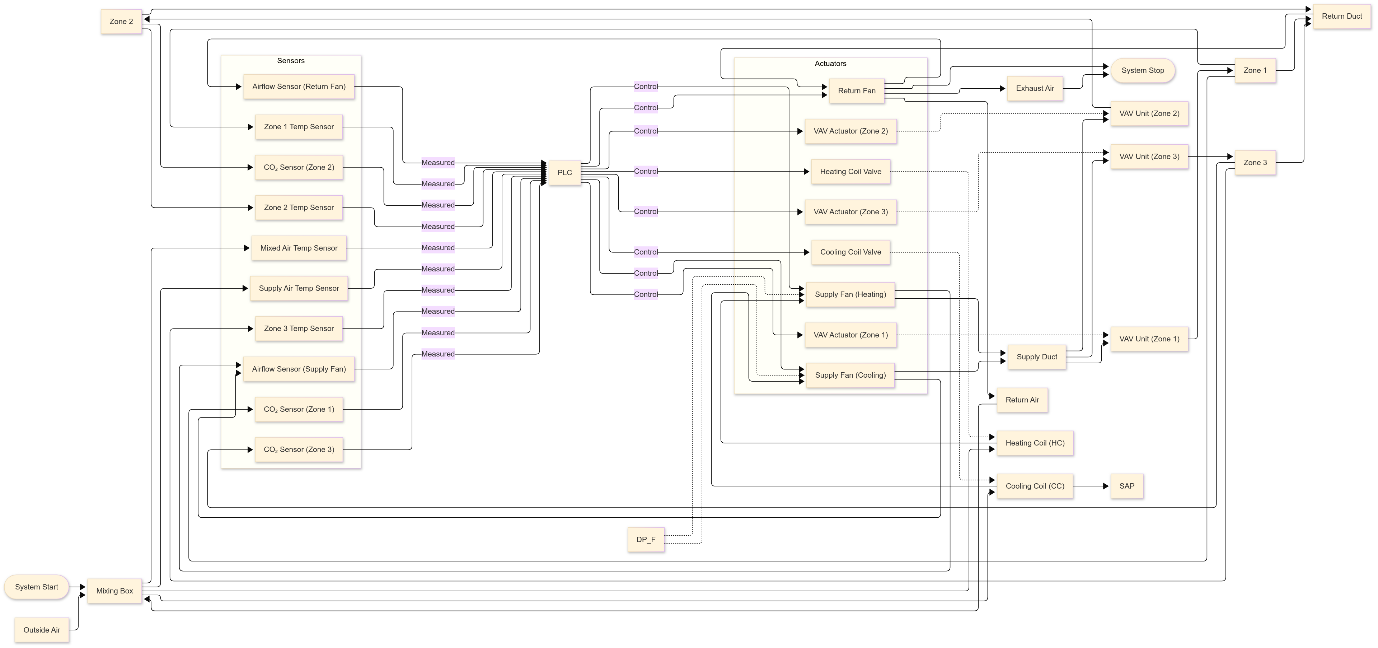 Zone 2
Return Duct
Sensors
Actuators
System Stop
Zone 1
Airflow Sensor (Return Fan)
Control
Return Fan
Exhaust Air
Control
VAV Unit (Zone 2)
Zone 1 Temp Sensor
Control
VAV Actuator (Zone 2)
VAV Unit (Zone 3)
Zone 3
CO₂ Sensor (Zone 2)
Measured
PLC
Control
Heating Coil Valve
Measured
Zone 2 Temp Sensor
Measured
Control
VAV Actuator (Zone 3)
Measured
Mixed Air Temp Sensor
Measured
Control
Cooling Coil Valve
Supply Air Temp Sensor
Measured
Control
Measured
Control
Supply Fan (Heating)
Zone 3 Temp Sensor
Measured
Measured
VAV Actuator (Zone 1)
VAV Unit (Zone 1)
Measured
Supply Duct
Airflow Sensor (Supply Fan)
Supply Fan (Cooling)
CO₂ Sensor (Zone 1)
Return Air
CO₂ Sensor (Zone 3)
Heating Coil (HC)
Cooling Coil (CC)
SAP
DP_F
System Start
Mixing Box
Outside Air